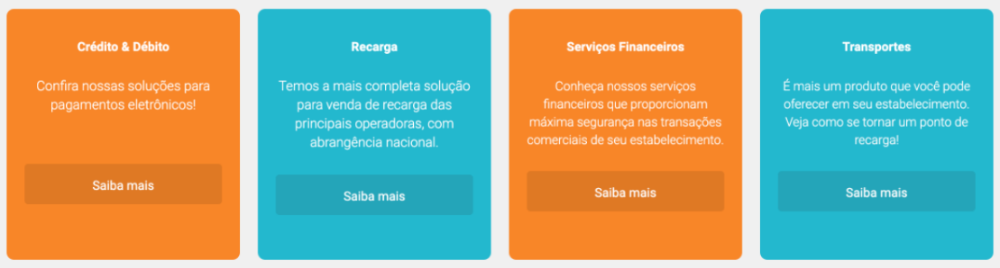 Crédito & Débito
Confira nossas soluções para
pagamentos eletrônicos!
Saiba mais
Recarga
Temos a mais completa solução
para venda de recarga das
principais operadoras, com
abrangência nacional.
Saiba mais
Serviços Financeiros
Conheça nossos serviços
financeiros que proporcionam
máxima segurança nas transações
comerciais de seu estabelecimento.
Saiba mais
Transportes
É mais um produto que você pode
oferecer em seu estabelecimento.
Veja como se tornar um ponto de
recarga!
Saiba mais